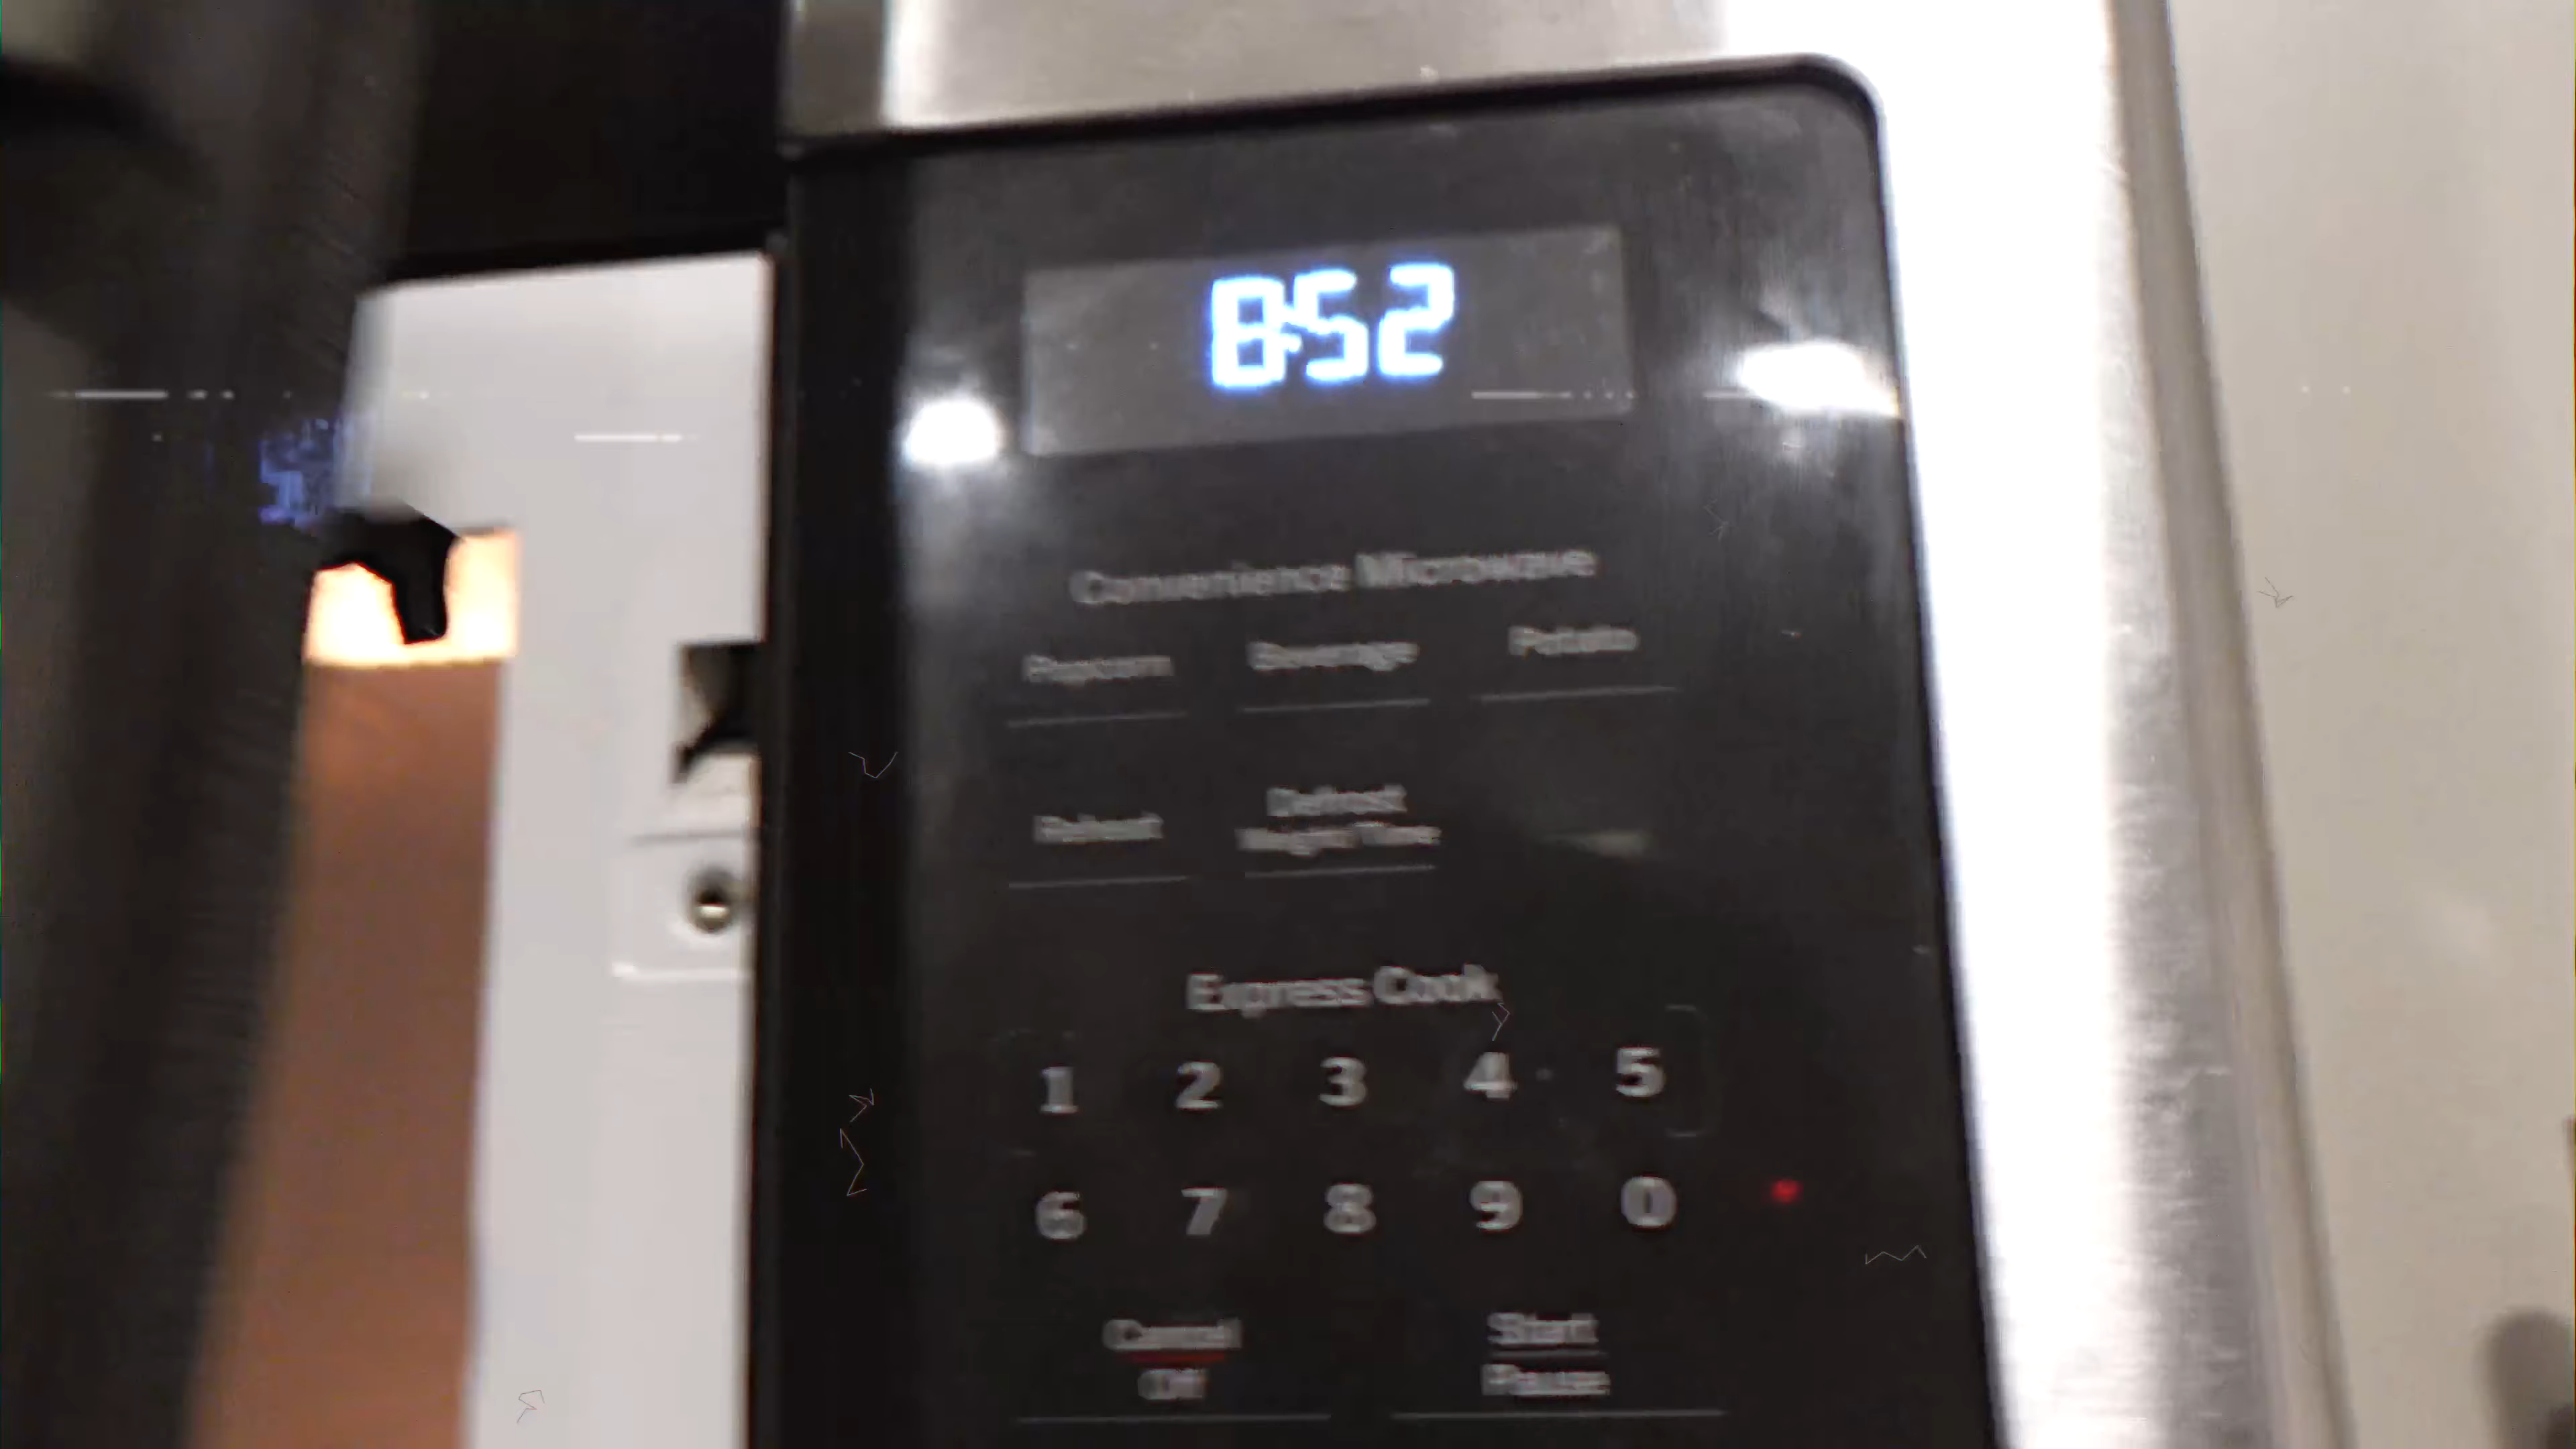 8:52
Convenience Microwave
Popcorn Beverage Potato
Reheat Defrost
Weight/Time
Express Cook
1 2 3 4 5
6 7 8 9 0
Cancel Start
Off Pause